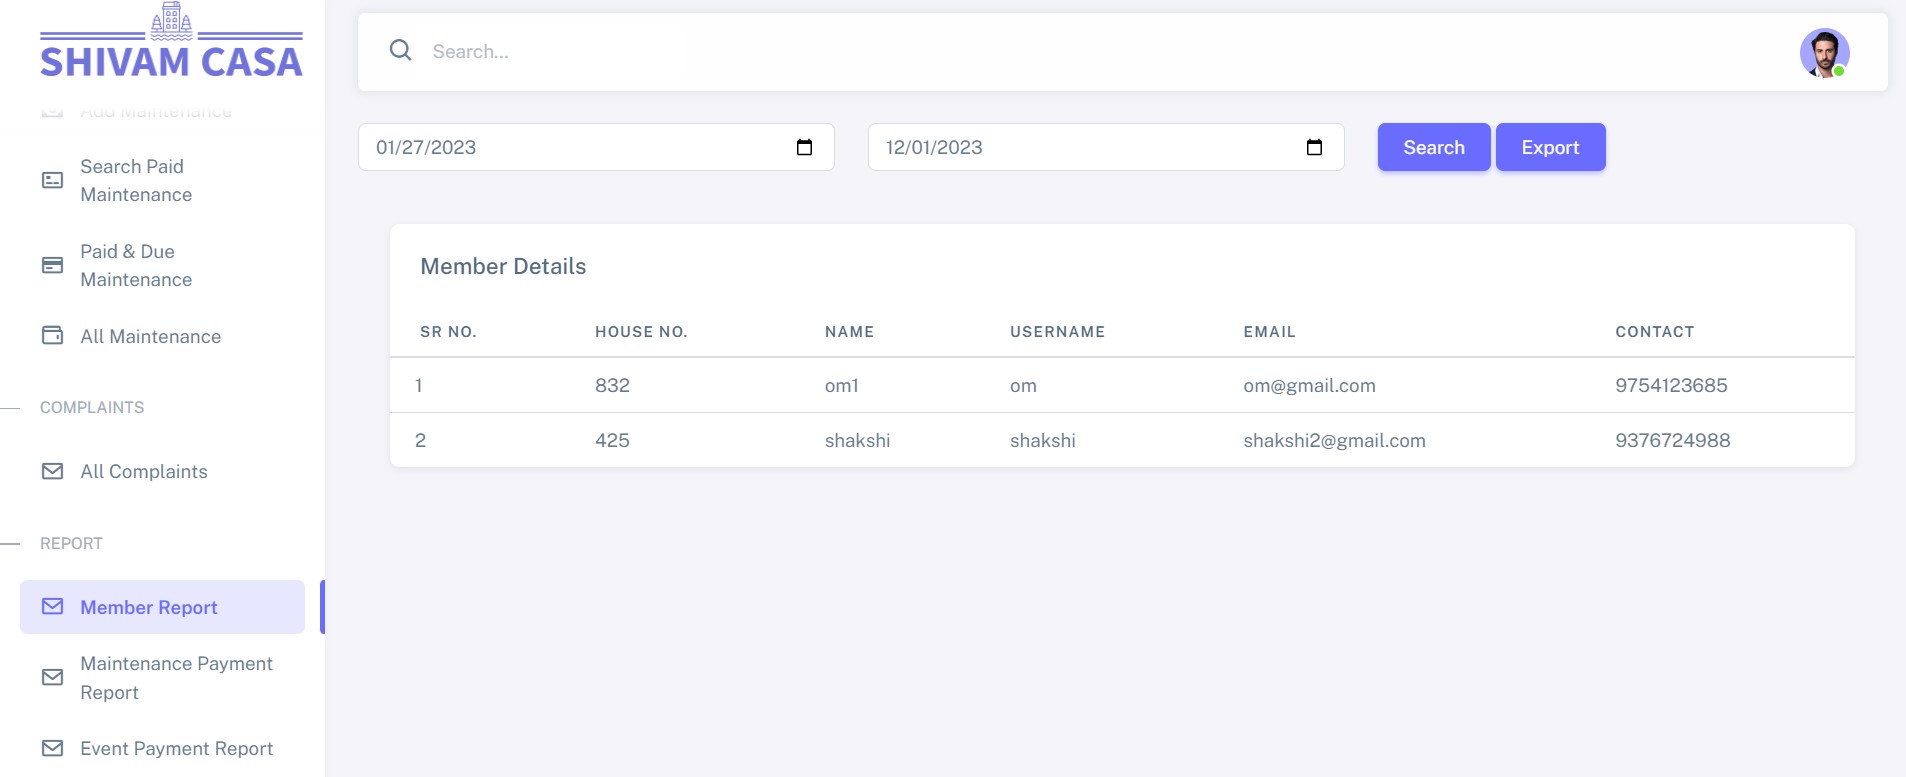 SHIVAM CASA
Add Maintenance
Search Paid
Maintenance
Paid & Due
Maintenance
All Maintenance
COMPLAINTS
All Complaints
REPORT
Member Report
Maintenance Payment
Report
Event Payment Report
Search...
01/27/2023 12/01/2023 Search Export
Member Details
SR NO. HOUSE NO. NAME USERNAME EMAIL CONTACT
1 832 om1 om om@gmail.com 9754123685
2 425 shakshi shakshi shakshi2@gmail.com 9376724988